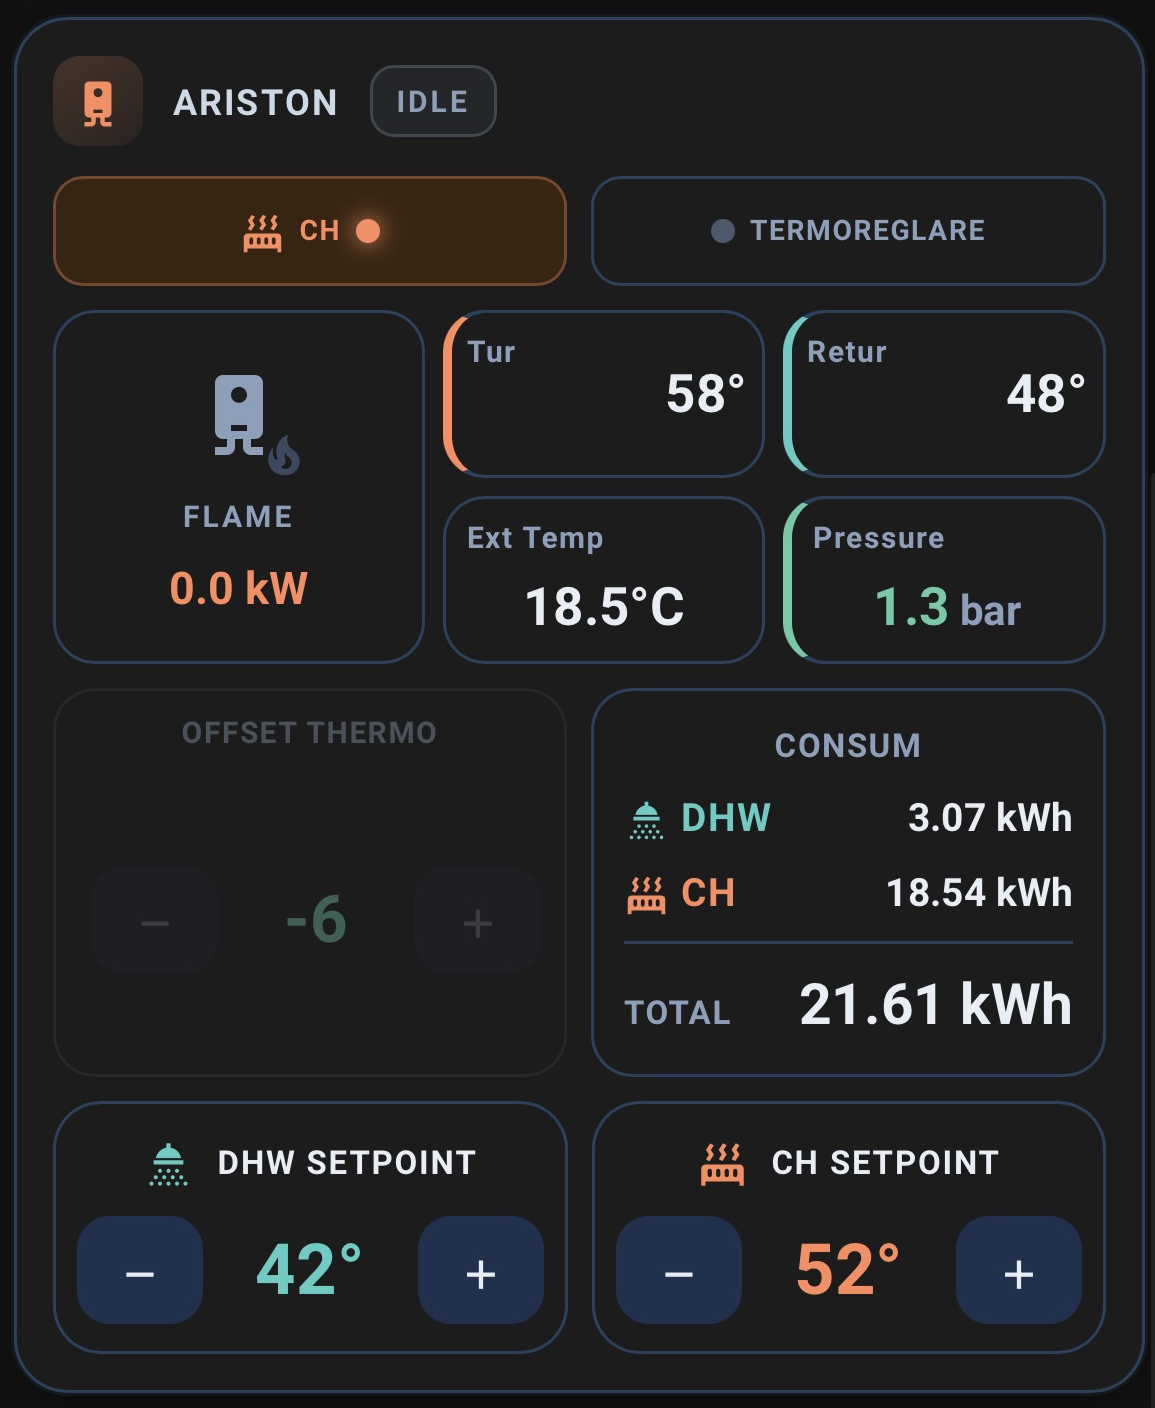 ARISTON IDLE
CH TERMOREGLARE
FLAME
0.0 kW
Tur
58°
Retur
48°
Ext Temp
18.5°C
Pressure
1.3 bar
OFFSET THERMO
− -6 +
CONSUM
DHW 3.07 kWh
CH 18.54 kWh
TOTAL 21.61 kWh
DHW SETPOINT
− 42° +
CH SETPOINT
− 52° +